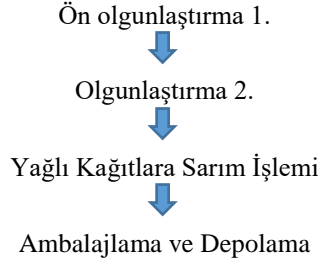 Ön olgunlaştırma 1.
Olgunlaştırma 2.
Yağlı Kağıtlara Sarım İşlemi
Ambalajlama ve Depolama